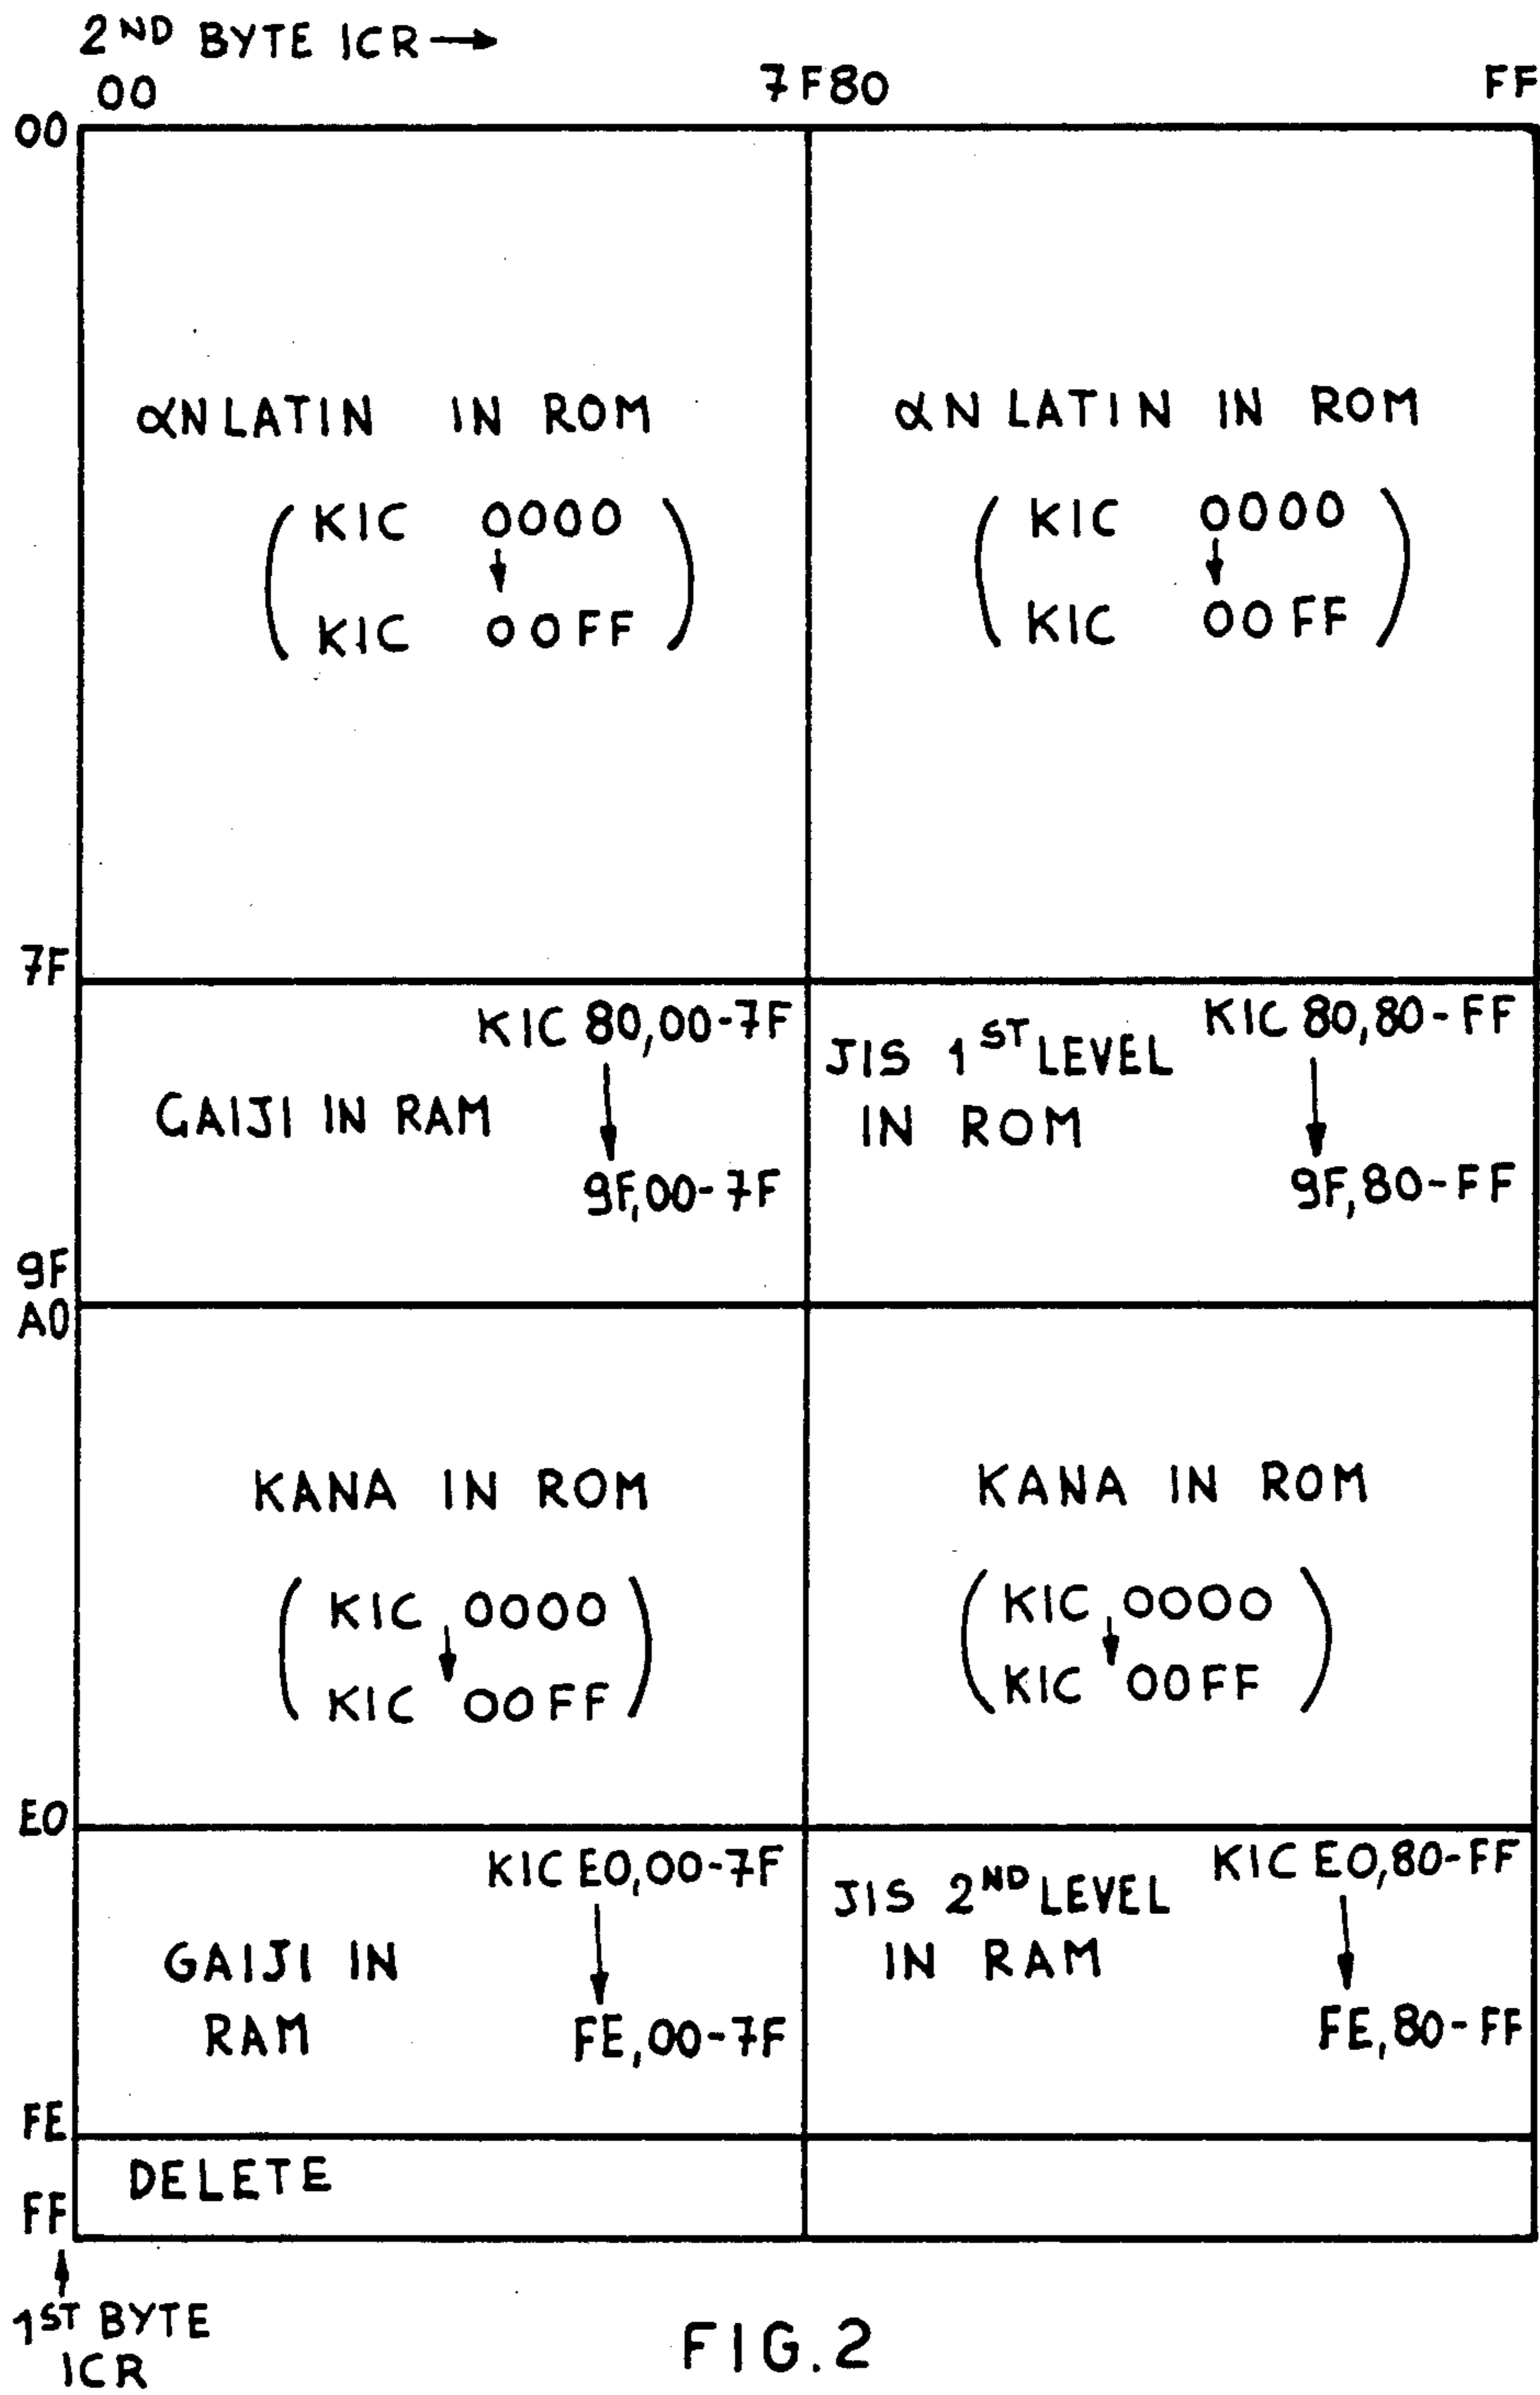 2ND BYTE ICR →
00 7F80 FF
00
αN LATIN IN ROM
(KIC 0000
↓
KIC 00FF)
αN LATIN IN ROM
(KIC 0000
↓
KIC 00FF)
7F
KIC 80,00-7F
GAIJI IN RAM
↓
9F,00-7F
JIS 1ST LEVEL
IN ROM
KIC 80,80-FF
↓
9F,80-FF
9F
A0
KANA IN ROM
(KIC 0000
↓
KIC 00FF)
KANA IN ROM
(KIC 0000
↓
KIC 00FF)
E0
KIC E0,00-7F
GAIJI IN
RAM
↓
FE,00-7F
JIS 2ND LEVEL
IN RAM
KIC E0,80-FF
↓
FE,80-FF
FE
DELETE
FF
↑
1ST BYTE
ICR
FIG.2